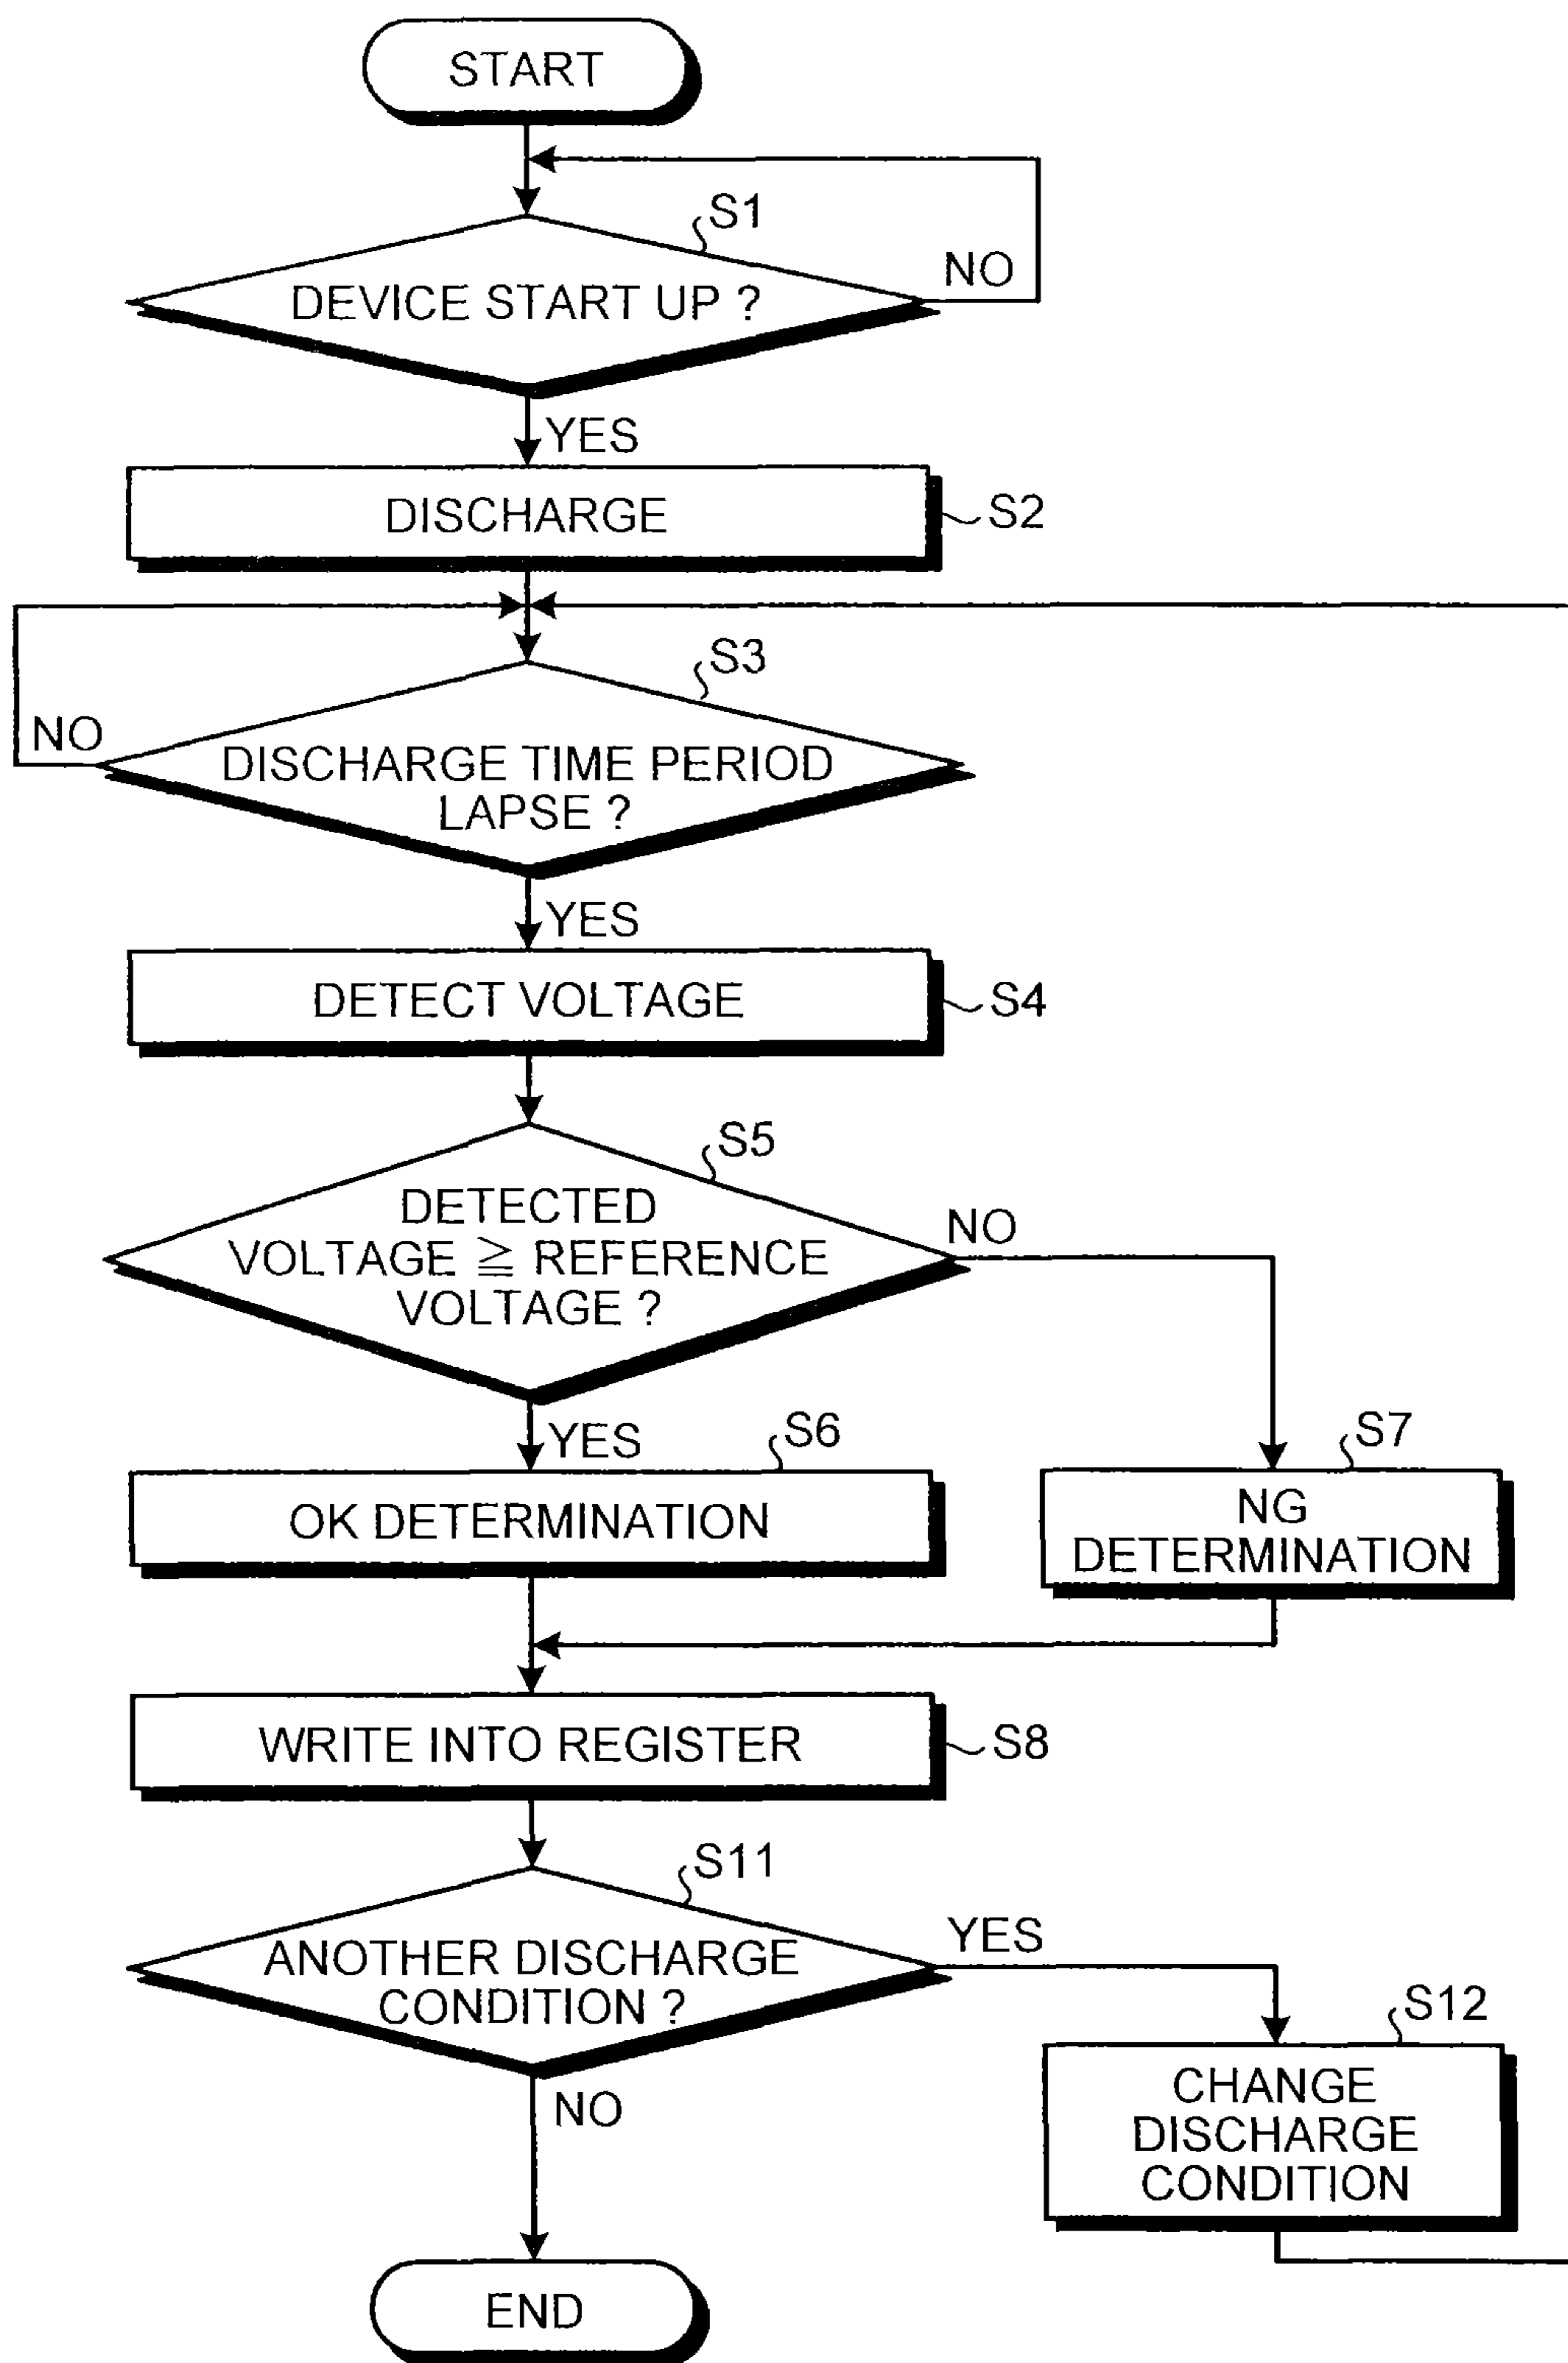 START
S1
NO
DEVICE START UP ?
YES
DISCHARGE
S2
S3
NO
DISCHARGE TIME PERIOD
LAPSE ?
YES
DETECT VOLTAGE
S4
S5
DETECTED
VOLTAGE ≧ REFERENCE
VOLTAGE ?
NO
YES
S6
OK DETERMINATION
S7
NG
DETERMINATION
WRITE INTO REGISTER
S8
S11
ANOTHER DISCHARGE
CONDITION ?
YES
NO
S12
CHANGE
DISCHARGE
CONDITION
END